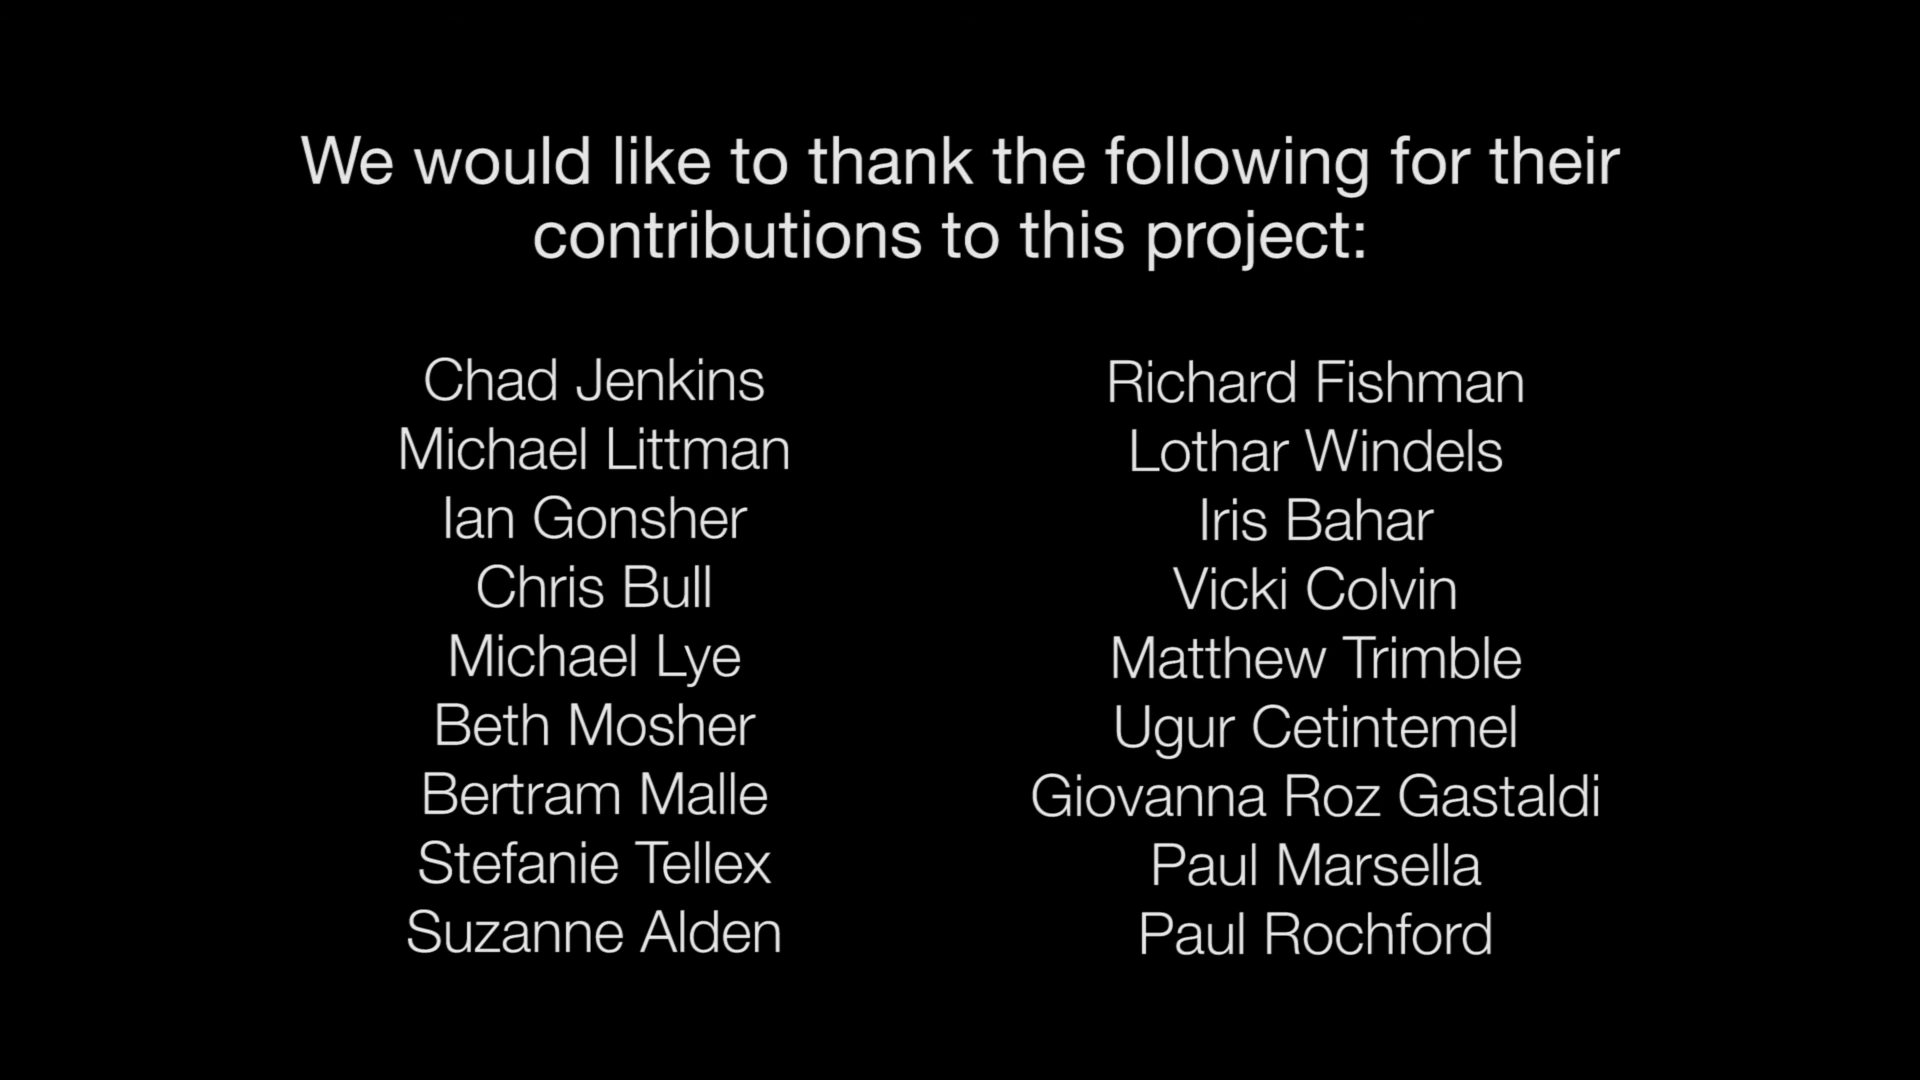 We would like to thank the following for their
contributions to this project:
Chad Jenkins
Michael Littman
Ian Gonsher
Chris Bull
Michael Lye
Beth Mosher
Bertram Malle
Stefanie Tellex
Suzanne Alden
Richard Fishman
Lothar Windels
Iris Bahar
Vicki Colvin
Matthew Trimble
Ugur Cetintemel
Giovanna Roz Gastaldi
Paul Marsella
Paul Rochford